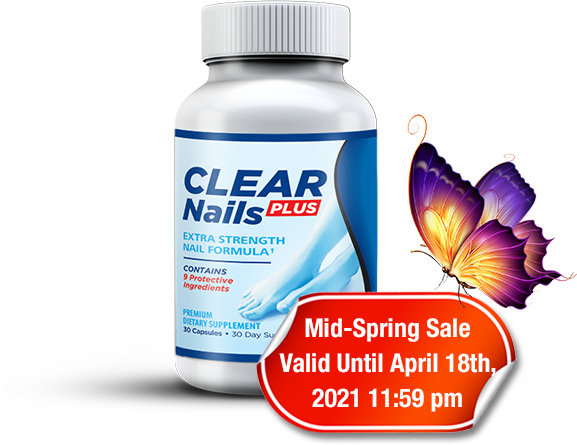 CLEAR
Nails PLUS
EXTRA STRENGTH
NAIL FORMULA†
CONTAINS
9 Protective
Ingredients
PREMIUM
DIETARY SUPPLEMENT
30 Capsules • 30 Day
Mid-Spring Sale
Valid Until April 18th,
2021 11:59 pm